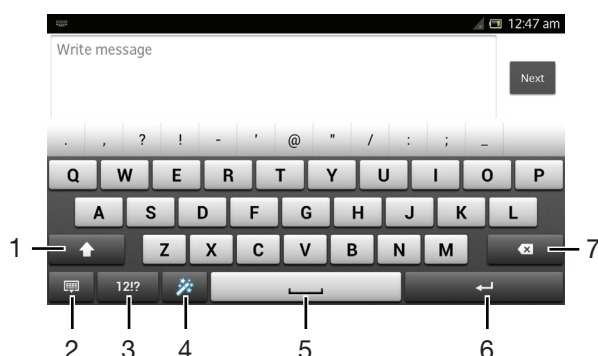 12:47 am
Write message
Next
. , ? ! - ' @ " / : ; _
Q W E R T Y U I O P
A S D F G H J K L
1 Z X C V B N M 7
12!?
2 3 4 5 6